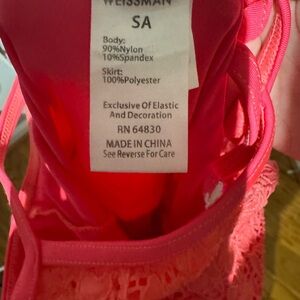 WEISSMAN
SA
Body:
90%Nylon
10%Spandex
Skirt:
100%Polyester
Exclusive Of Elastic
And Decoration
RN 64830
MADE IN CHINA
See Reverse For Care